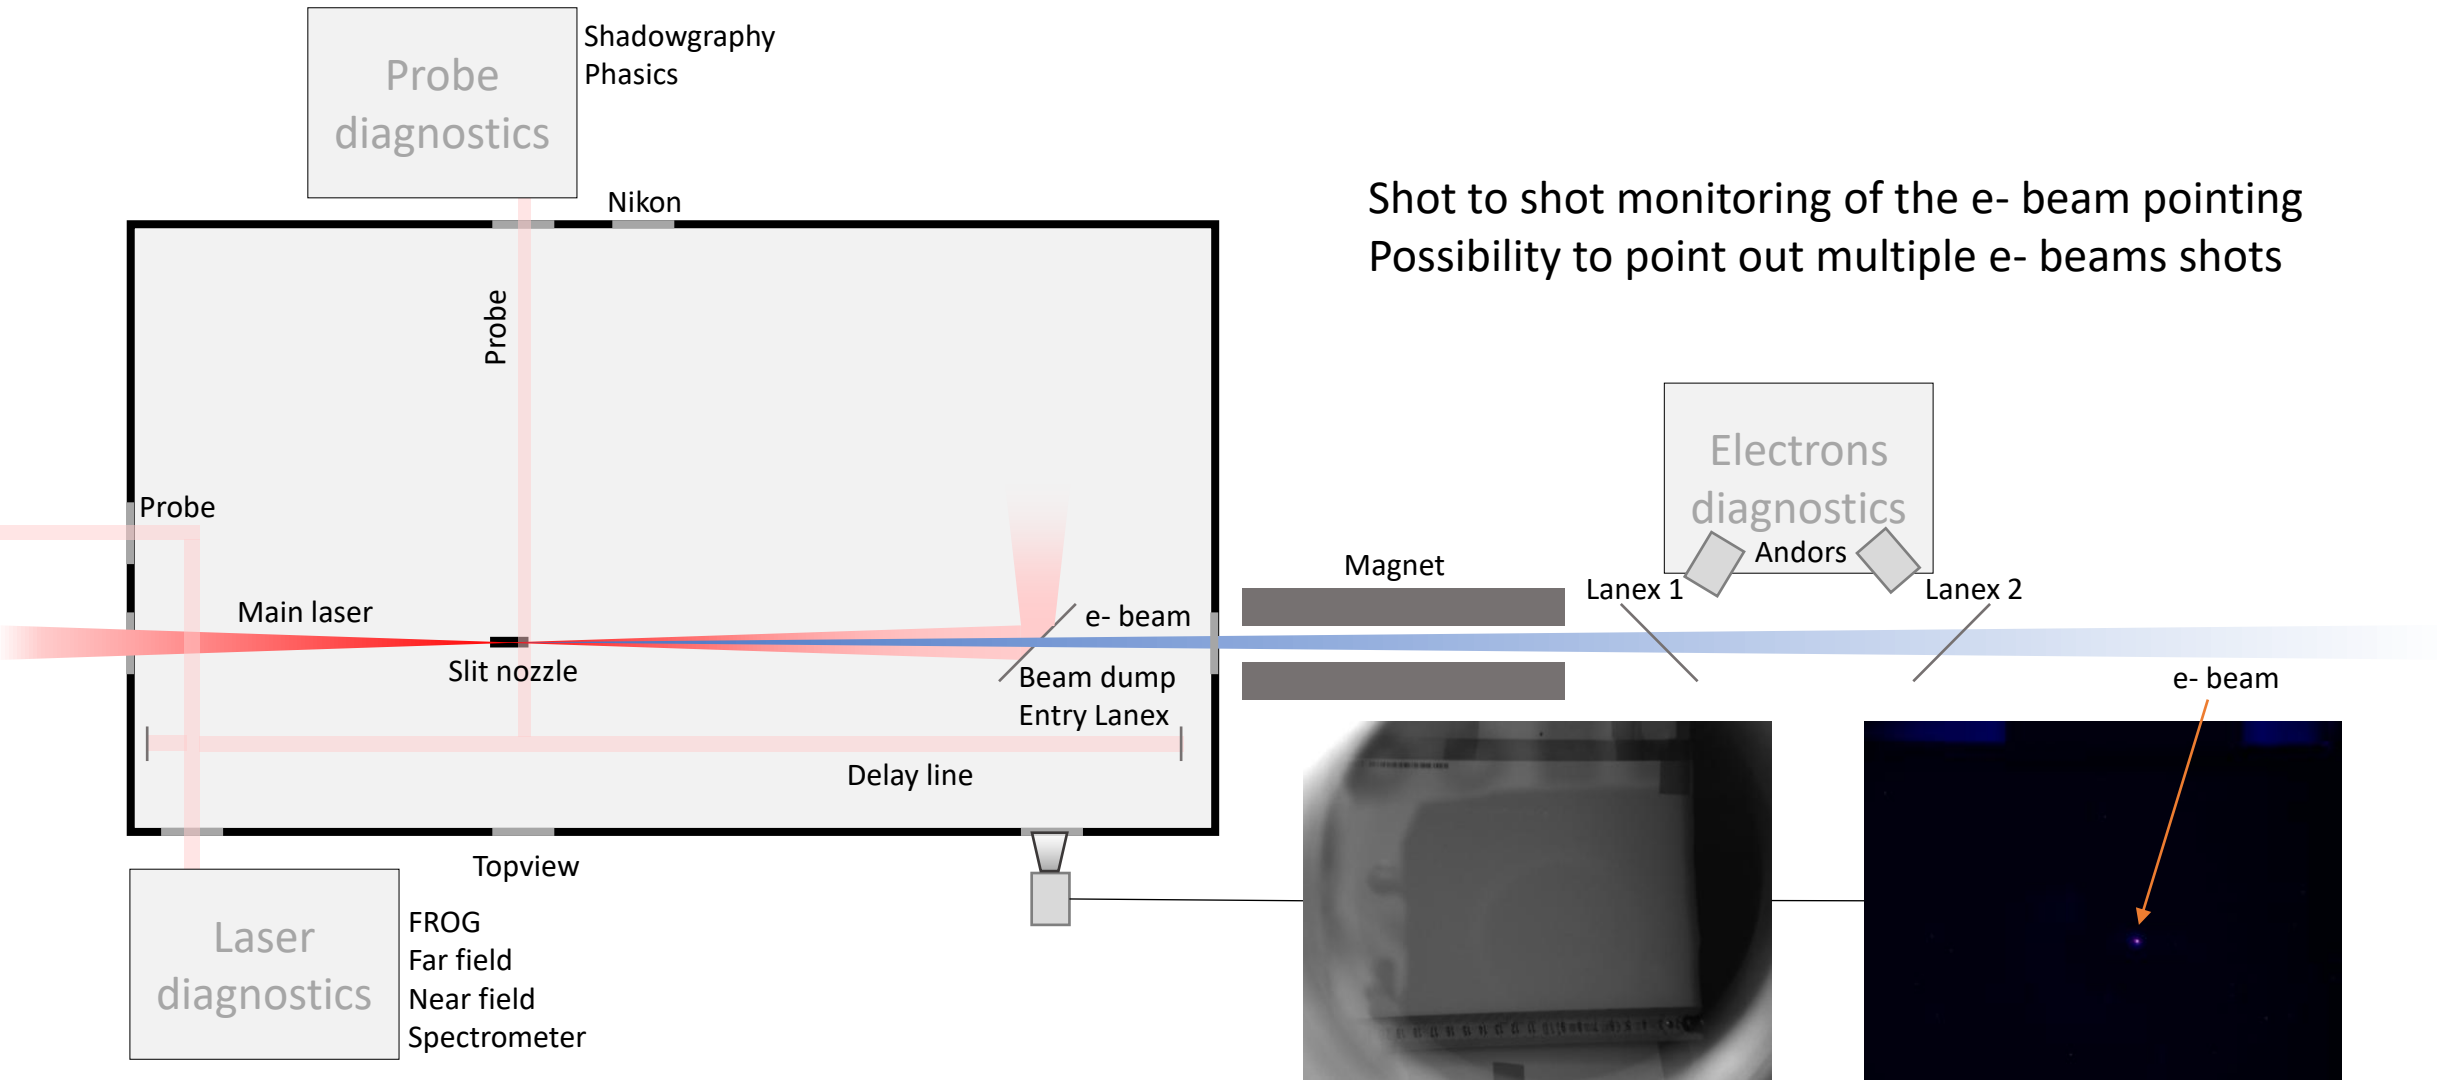 Shadowgraphy
Phasics
Probe
diagnostics
Nikon
Shot to shot monitoring of the e- beam pointing
Possibility to point out multiple e- beams shots
Probe
Electrons
diagnostics
Andors
Probe
Magnet
Lanex 1
Lanex 2
Main laser
e- beam
Slit nozzle
Beam dump
Entry Lanex
e- beam
Delay line
Topview
Laser
diagnostics
FROG
Far field
Near field
Spectrometer